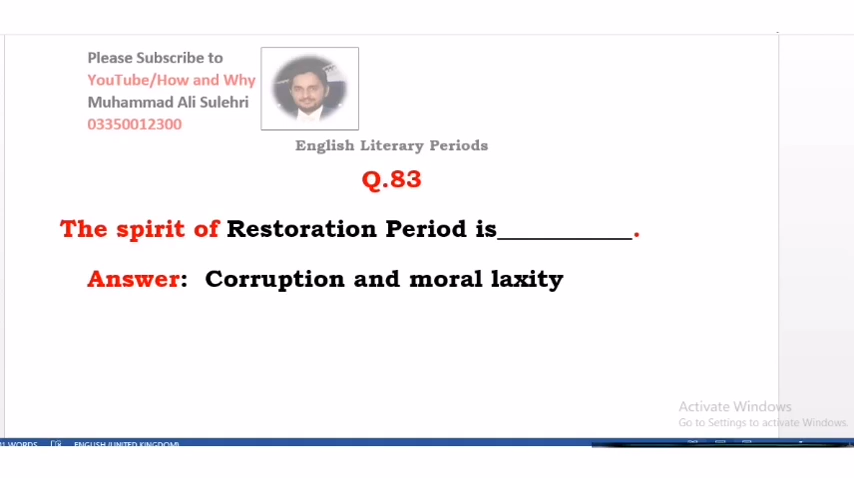 Please Subscribe to
YouTube/How and Why
Muhammad Ali Sulehri
03350012300
English Literary Periods
Q.83
The spirit of Restoration Period is___________.
Answer: Corruption and moral laxity
Activate Windows
Go to Settings to activate Windows.
WORDS ENGLISH (UNITED KINGDOM)